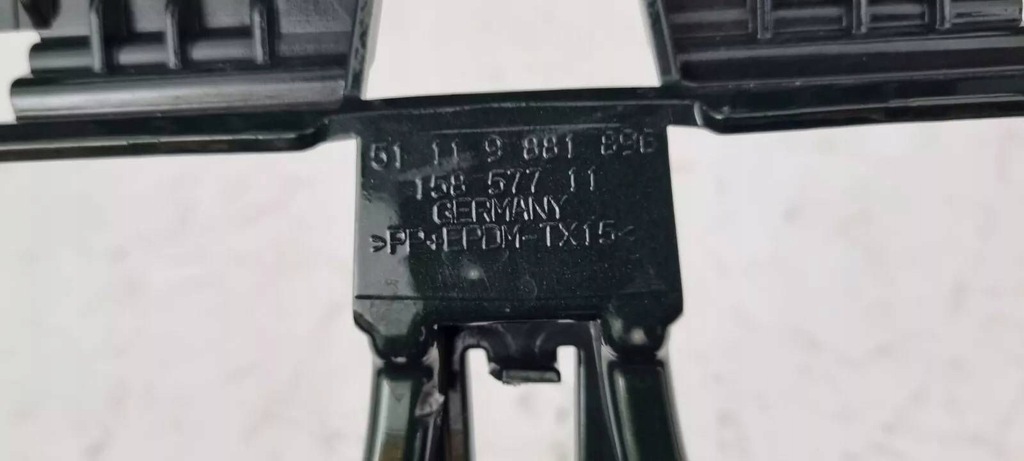 51 11 9 881 896
158 577 11
GERMANY
>PP+EPDM-TX15<